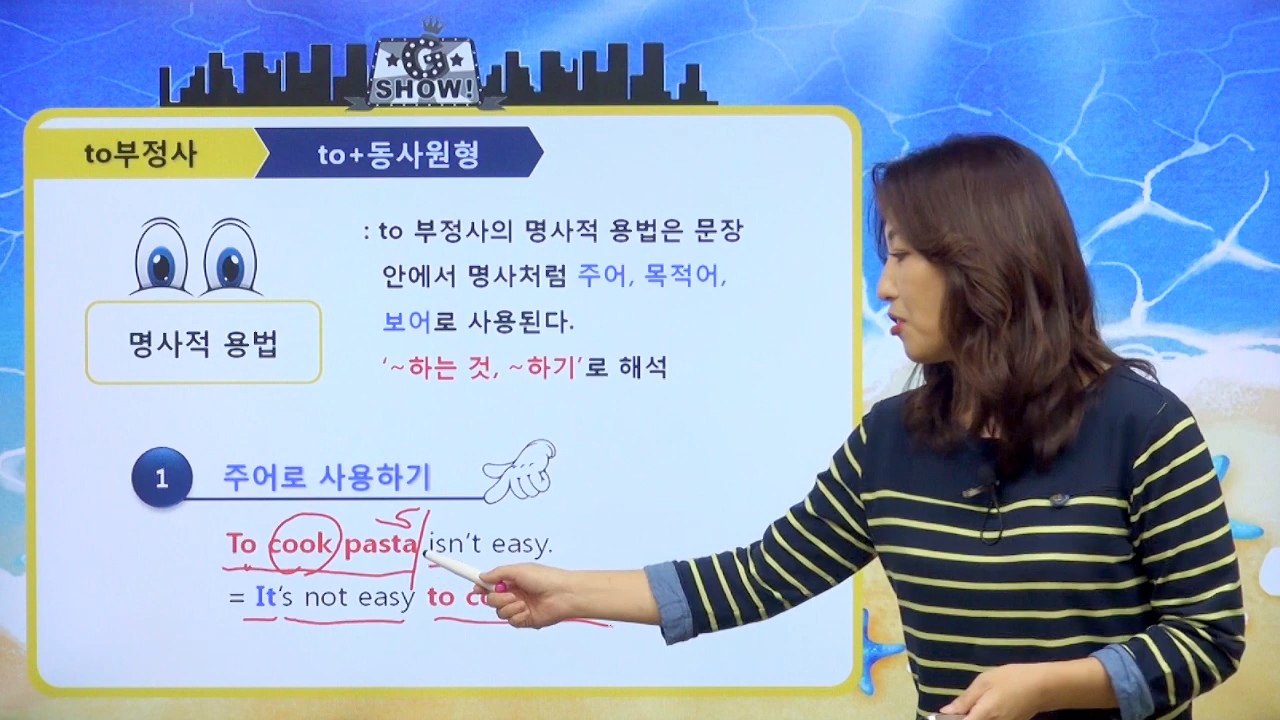 G
SHOW!
to부정사 to+동사원형
: to 부정사의 명사적 용법은 문장
안에서 명사처럼 주어, 목적어,
보어로 사용된다.
'~하는 것, ~하기'로 해석
명사적 용법
1 주어로 사용하기
To cook pasta isn't easy.
= It's not easy to